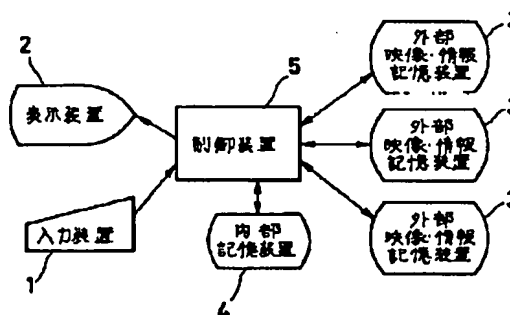 2
表示装置
5
制御装置
外部
映像・情報
記憶装置
外部
映像・情報
記憶装置
外部
映像・情報
記憶装置
入力装置
1
内部
記憶装置
4